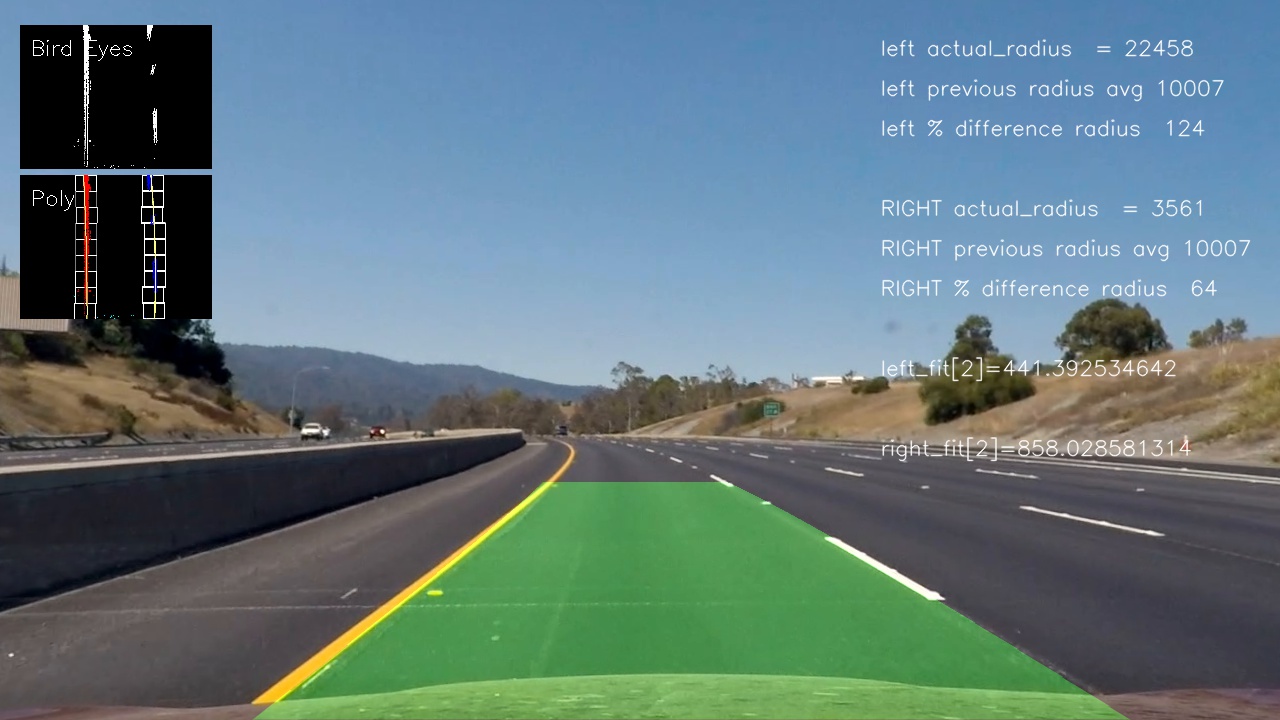 Bird Eyes
Poly
left actual_radius = 22458
left previous radius avg 10007
left % difference radius 124
RIGHT actual_radius = 3561
RIGHT previous radius avg 10007
RIGHT % difference radius 64
left_fit[2]=441.392534642
right_fit[2]=858.028581314